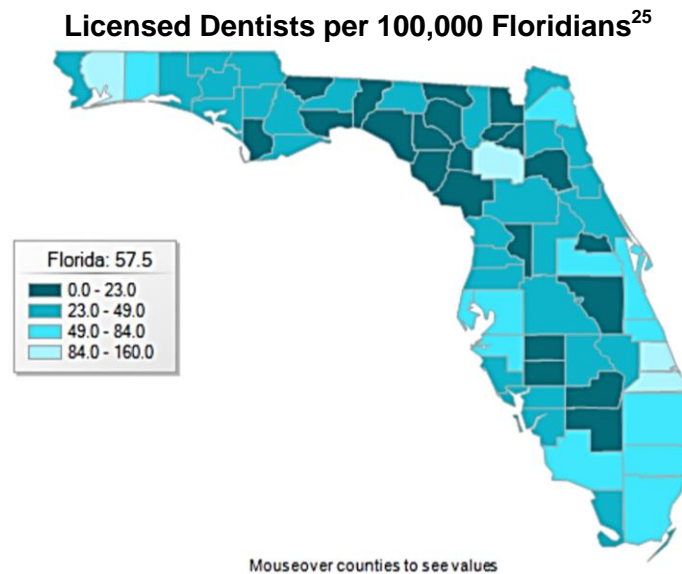 Licensed Dentists per 100,000 Floridians25
Florida: 57.5
0.0 - 23.0
23.0 - 49.0
49.0 - 84.0
84.0 - 160.0
Mouseover counties to see values